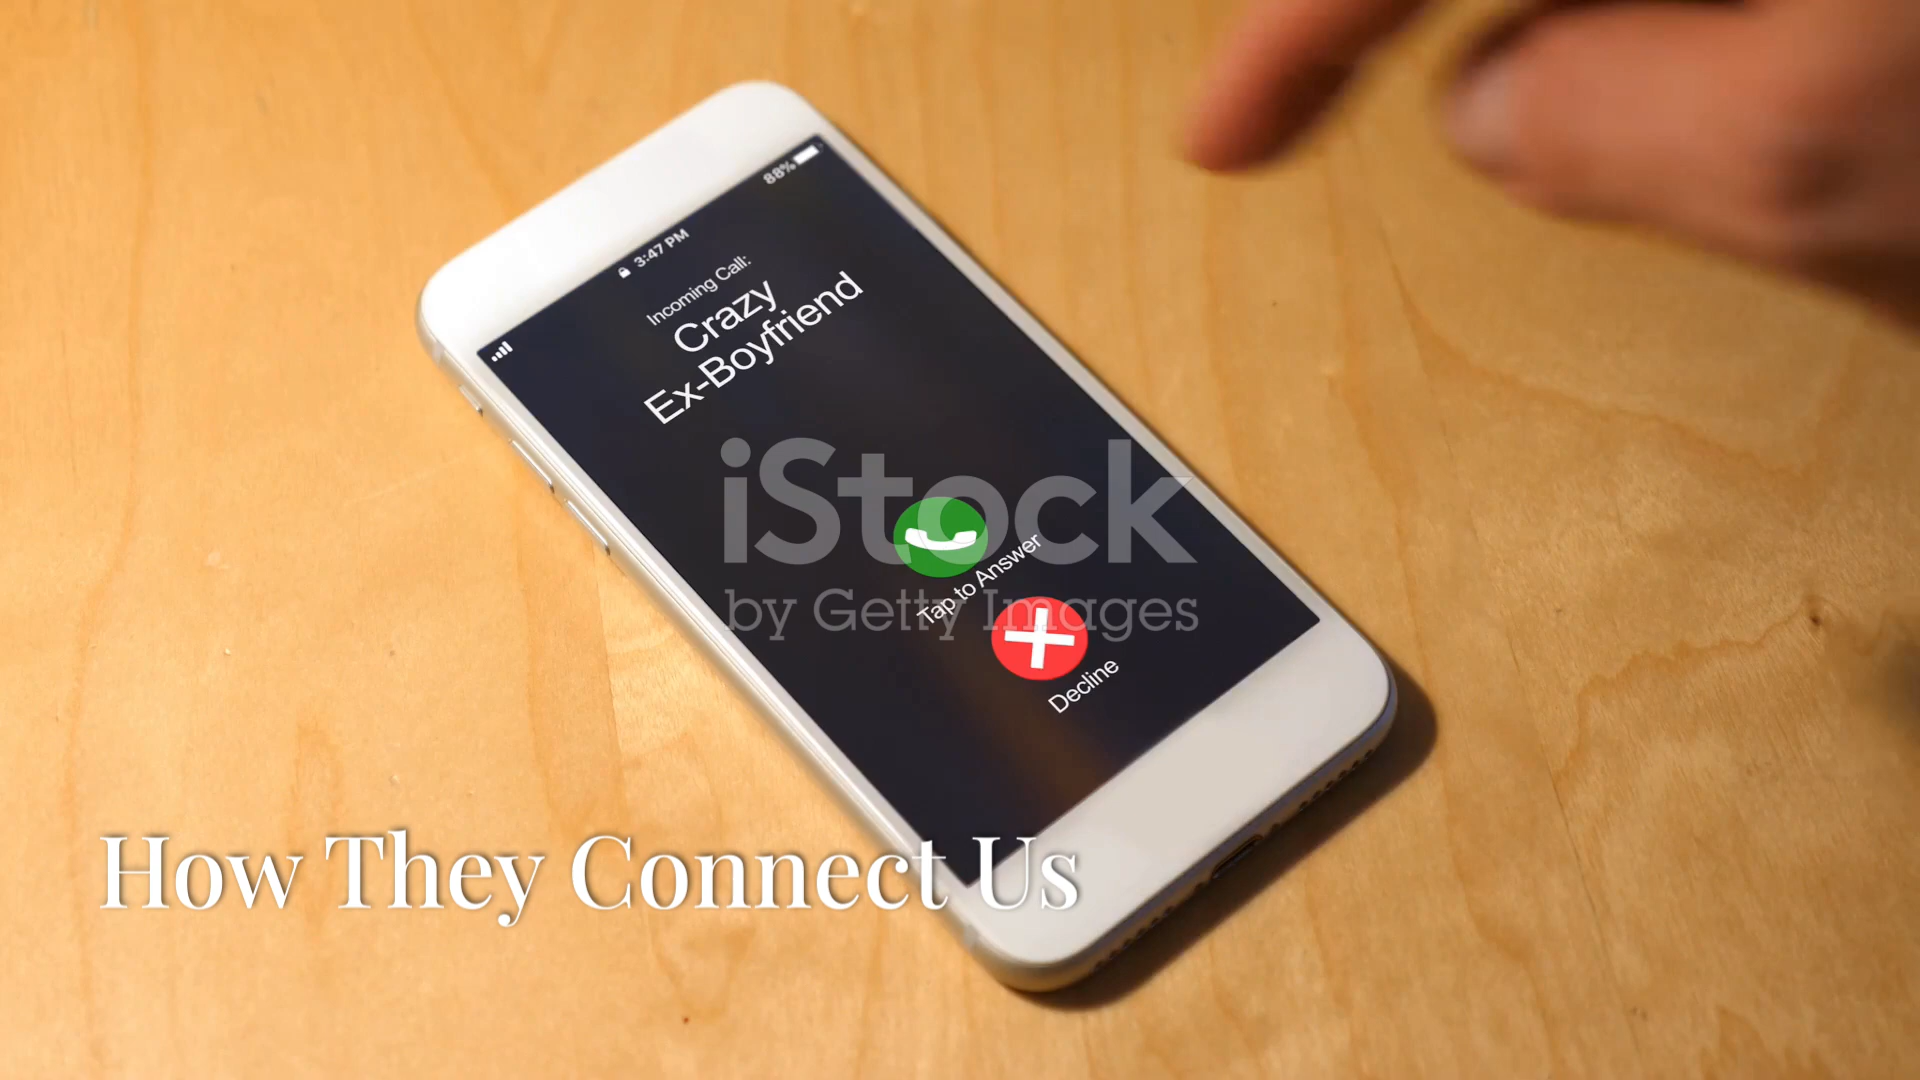 88%
3:47 PM
Incoming Call:
Crazy
Ex-Boyfriend
iStock
Tap to Answer
by Getty Images
Decline
How They Connect Us